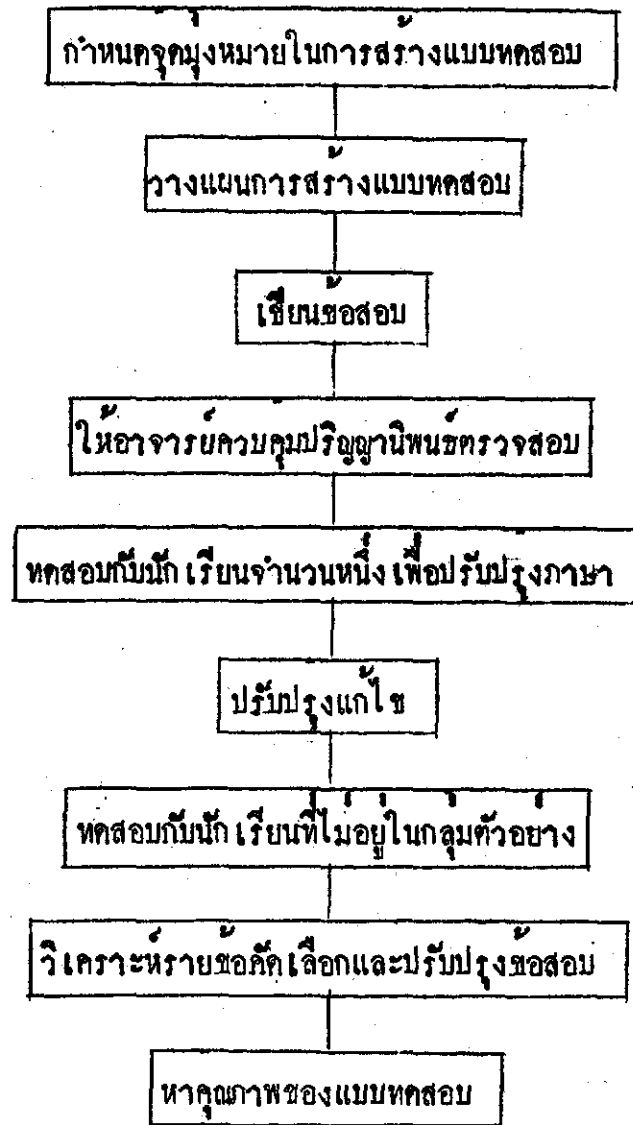 กำหนดจุดมุ่งหมายในการสร้างแบบทดสอบ
วางแผนการสร้างแบบทดสอบ
เขียนข้อสอบ
ให้อาจารย์ควบคุมปริญญานิพนธ์ตรวจสอบ
ทดสอบกับนักเรียนจำนวนหนึ่งเพื่อปรับปรุงภาษา
ปรับปรุงแก้ไข
ทดสอบกับนักเรียนที่ไม่อยู่ในกลุ่มตัวอย่าง
วิเคราะห์รายข้อคัดเลือกและปรับปรุงข้อสอบ
หาคุณภาพของแบบทดสอบ